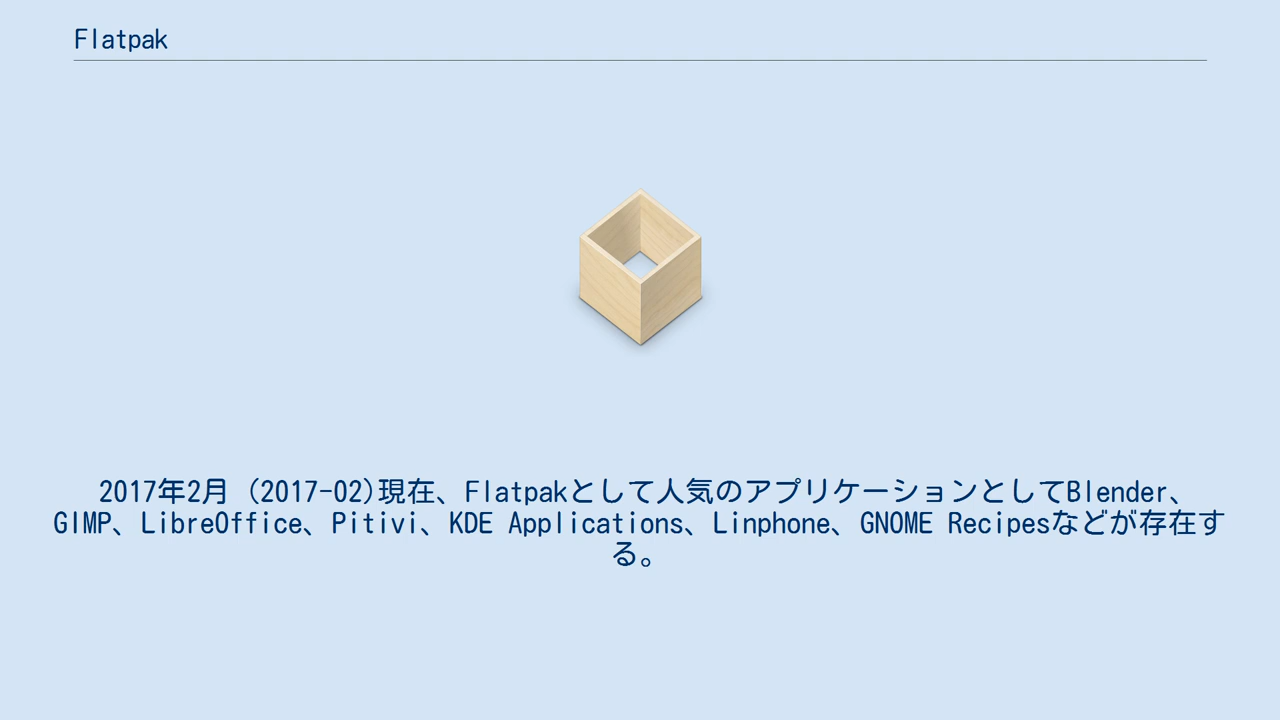 Flatpak
2017年2月 (2017-02)現在、Flatpakとして人気のアプリケーションとしてBlender、
GIMP、LibreOffice、Pitivi、KDE Applications、Linphone、GNOME Recipesなどが存在す
る。